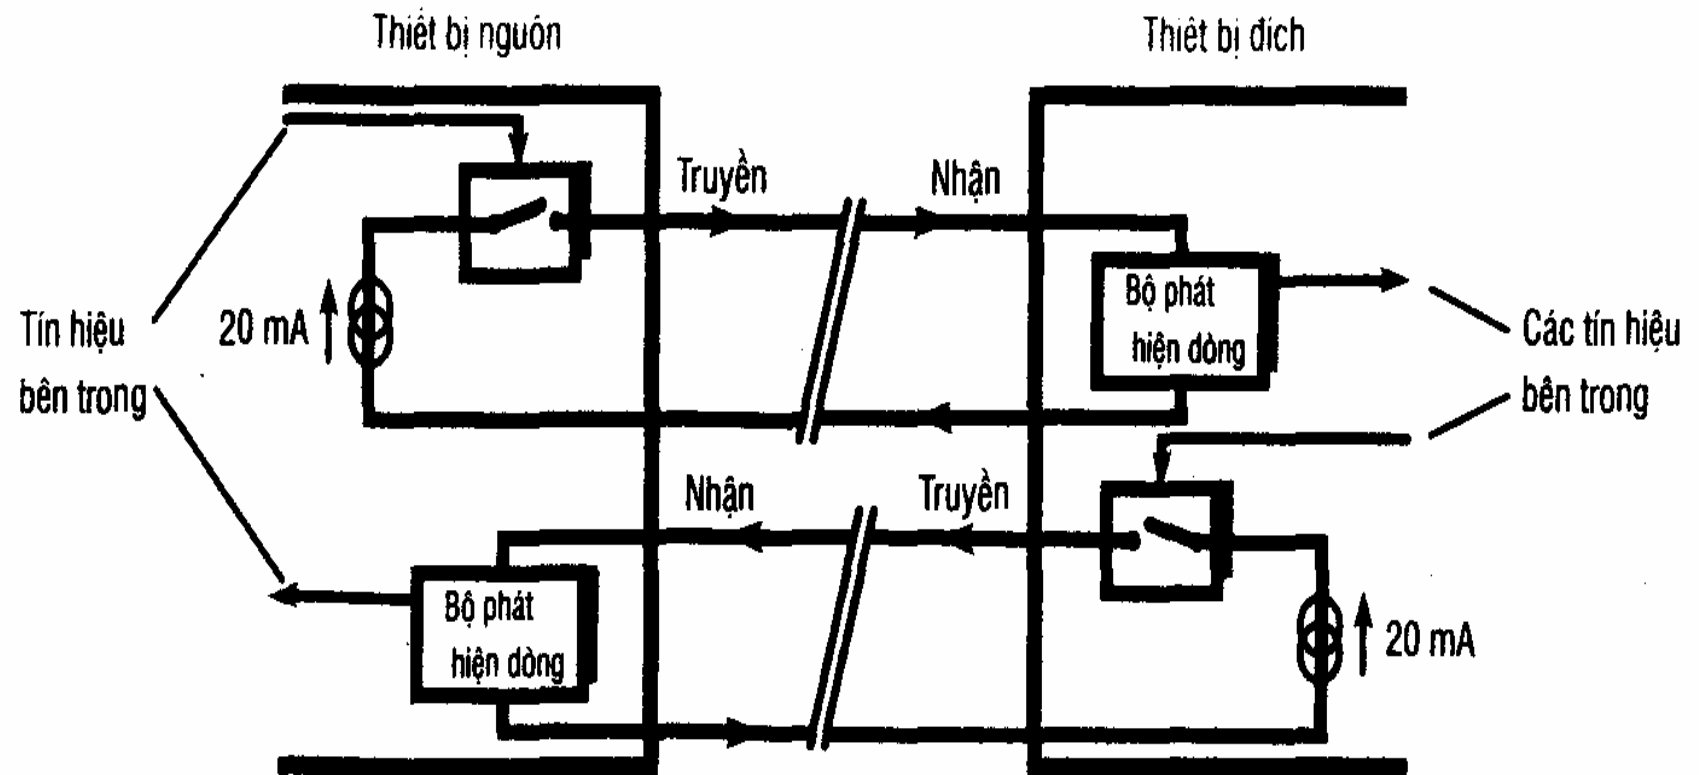 Thiết bị nguồn
Thiết bị đích
Truyền
Nhận
Tín hiệu
bên trong
20 mA
Bộ phát
hiện dòng
Các tín hiệu
bên trong
Nhận
Truyền
Bộ phát
hiện dòng
20 mA